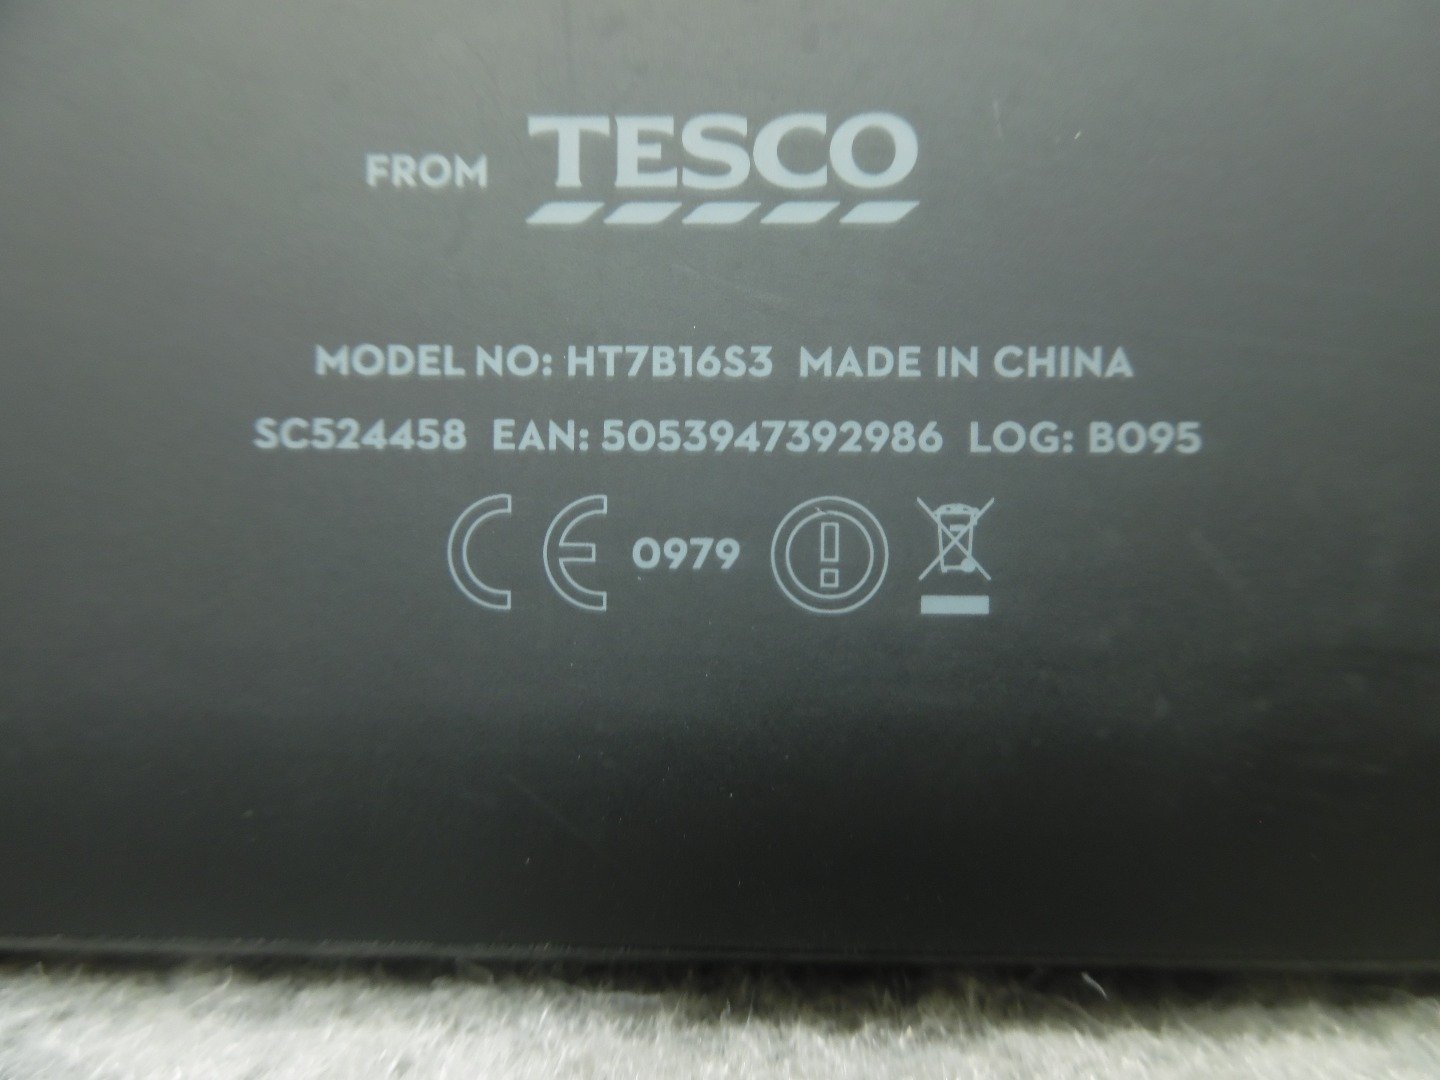 FROM TESCO
MODEL NO: HT7B16S3 MADE IN CHINA
SC524458 EAN: 5053947392986 LOG: B095
CE 0979 !